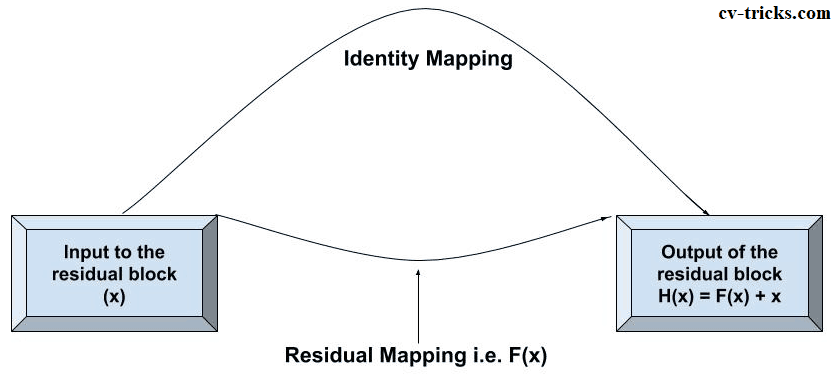 cv-tricks.com
Identity Mapping
Input to the
residual block
(x)
Output of the
residual block
H(x) = F(x) + x
Residual Mapping i.e. F(x)